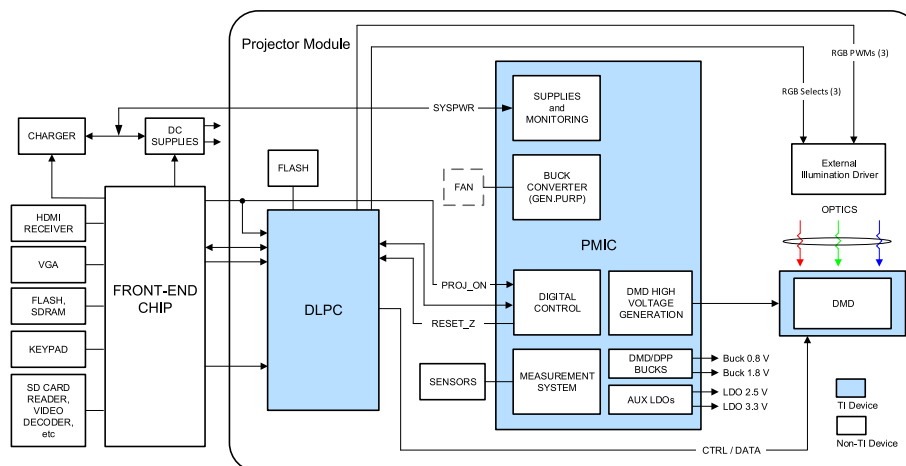 Projector Module
RGB PWMs (3)
RGB Selects (3)
SYSPWR
SUPPLIES
and
MONITORING
CHARGER
DC
SUPPLIES
FLASH
FAN
BUCK
CONVERTER
(GEN.PURP)
External
Illumination Driver
OPTICS
HDMI
RECEIVER
VGA
FLASH,
SDRAM
KEYPAD
SD CARD
READER,
VIDEO
DECODER,
etc
FRONT-END
CHIP
DLPC
PMIC
PROJ_ON
RESET_Z
DIGITAL
CONTROL
DMD HIGH
VOLTAGE
GENERATION
DMD
SENSORS
MEASUREMENT
SYSTEM
DMD/DPP
BUCKS
AUX LDOs
Buck 0.8 V
Buck 1.8 V
LDO 2.5 V
LDO 3.3 V
CTRL / DATA
TI Device
Non-TI Device